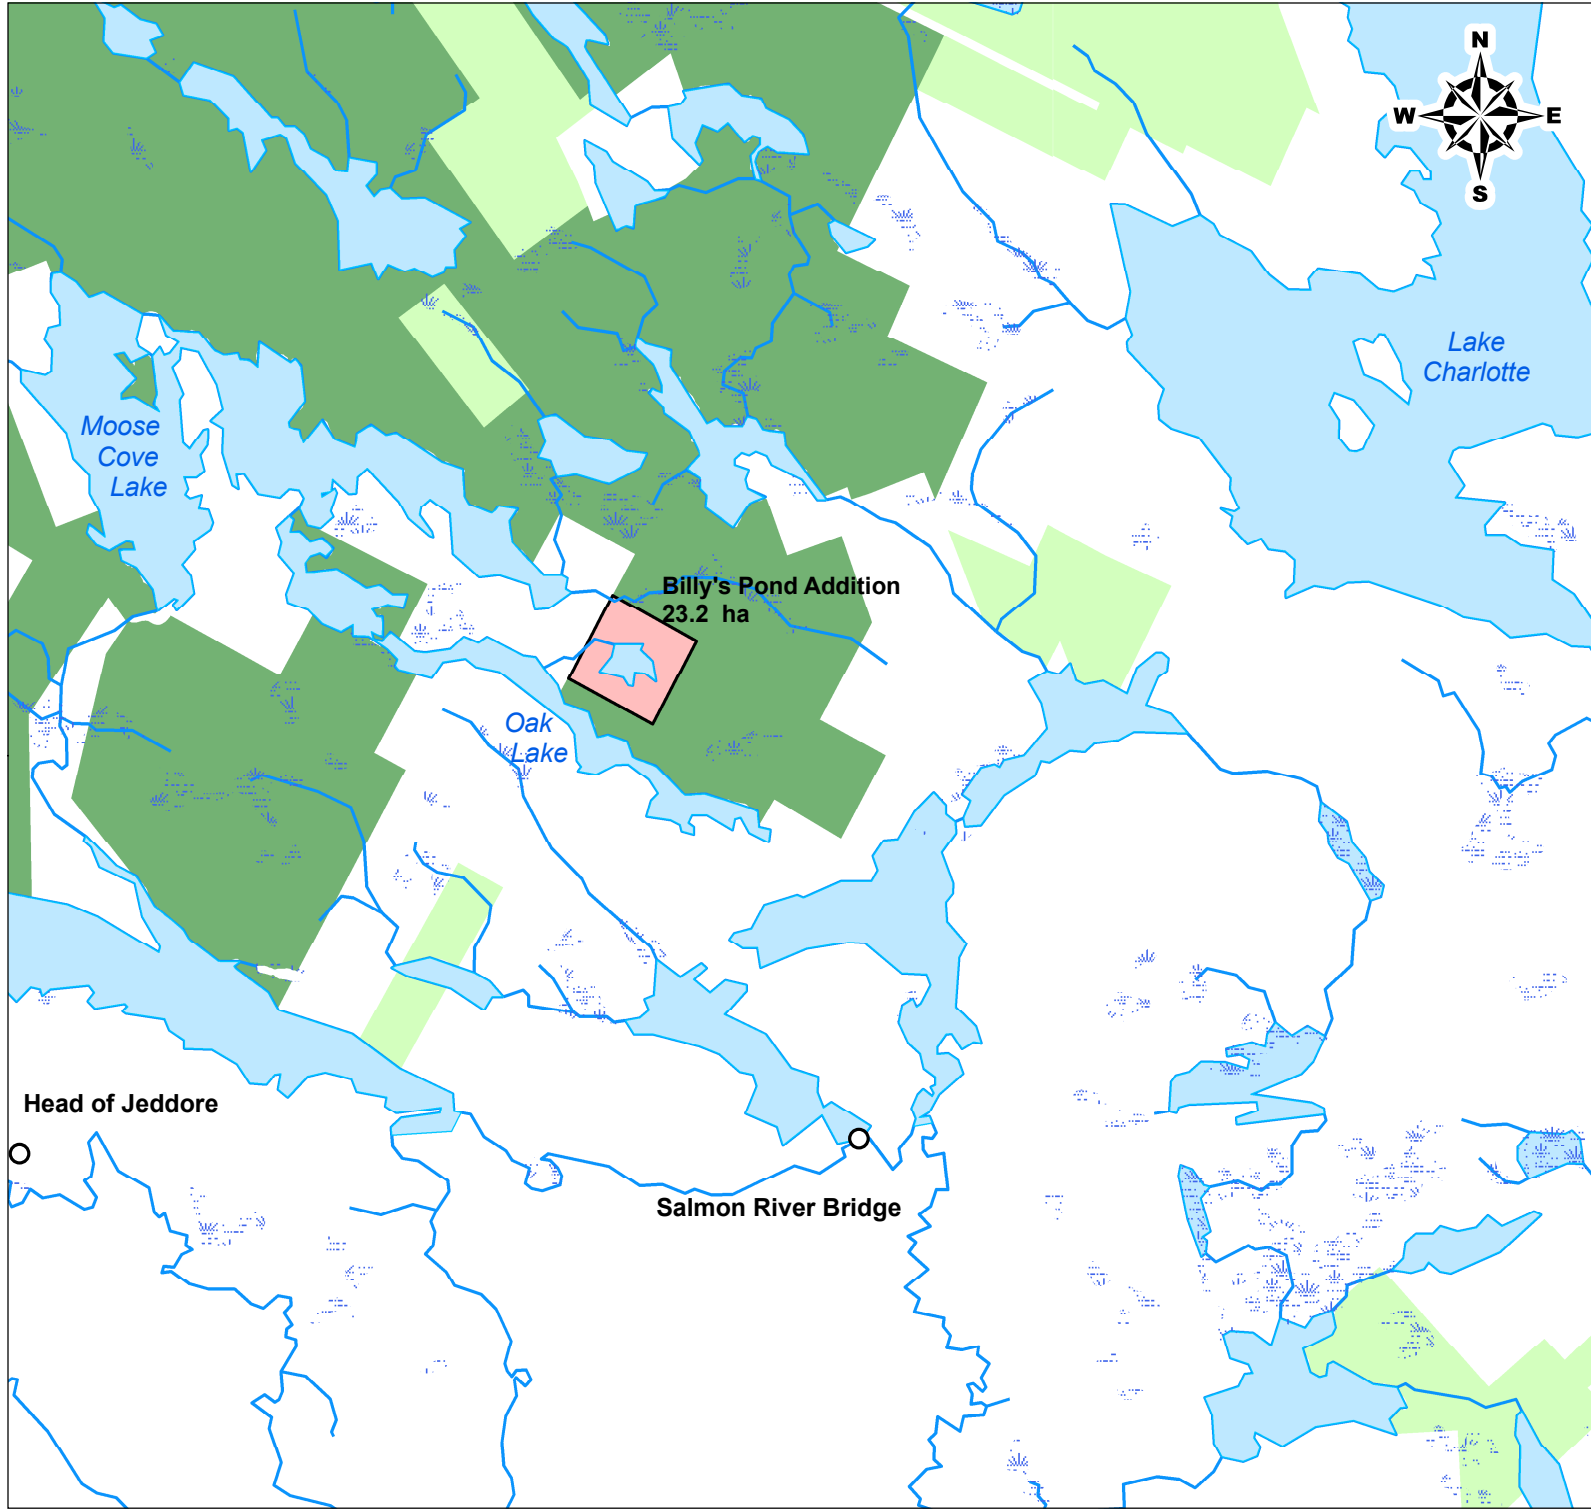 N
W E
S
Lake
Charlotte
Moose
Cove
Lake
Billy's Pond Addition
23.2 ha
Oak
Lake
Head of Jeddore
Salmon River Bridge